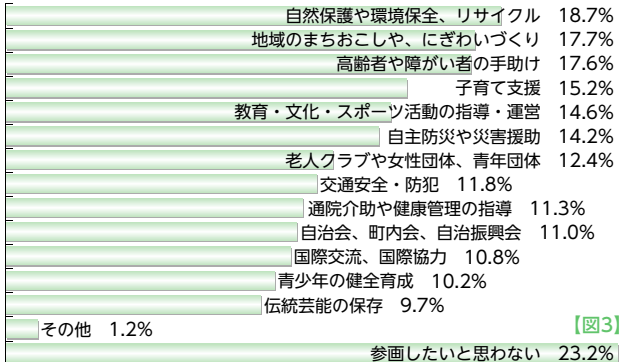 自然保護や環境保全、リサイクル 18.7%
地域のまちおこしや、にぎわいづくり 17.7%
高齢者や障がい者の手助け 17.6%
子育て支援 15.2%
教育・文化・スポーツ活動の指導・運営 14.6%
自主防災や災害援助 14.2%
老人クラブや女性団体、青年団体 12.4%
交通安全・防犯 11.8%
通院介助や健康管理の指導 11.3%
自治会、町内会、自治振興会 11.0%
国際交流、国際協力 10.8%
青少年の健全育成 10.2%
伝統芸能の保存 9.7%
その他 1.2%
【図3】
参画したいと思わない 23.2%